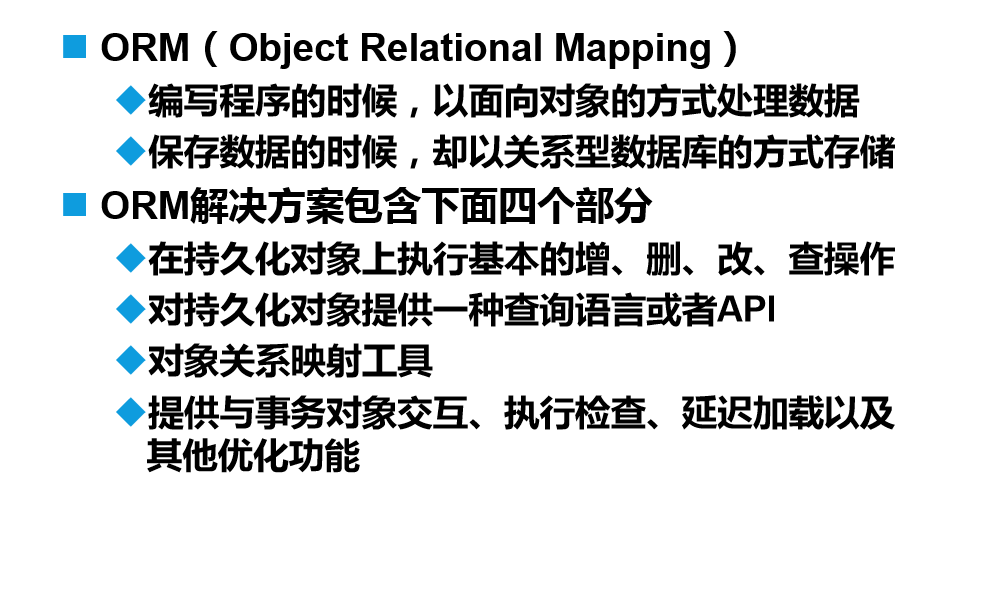 ORM（Object Relational Mapping）
编写程序的时候，以面向对象的方式处理数据
保存数据的时候，却以关系型数据库的方式存储
ORM解决方案包含下面四个部分
在持久化对象上执行基本的增、删、改、查操作
对持久化对象提供一种查询语言或者API
对象关系映射工具
提供与事务对象交互、执行检查、延迟加载以及
其他优化功能